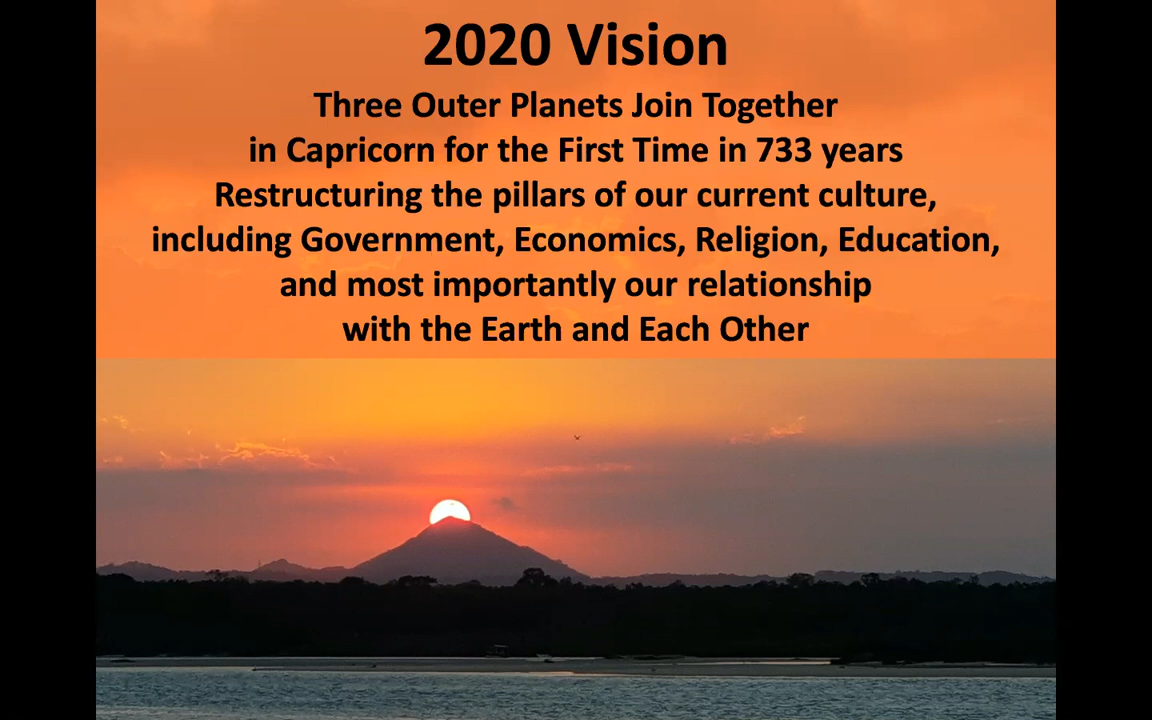 2020 Vision
Three Outer Planets Join Together
in Capricorn for the First Time in 733 years
Restructuring the pillars of our current culture,
including Government, Economics, Religion, Education,
and most importantly our relationship
with the Earth and Each Other